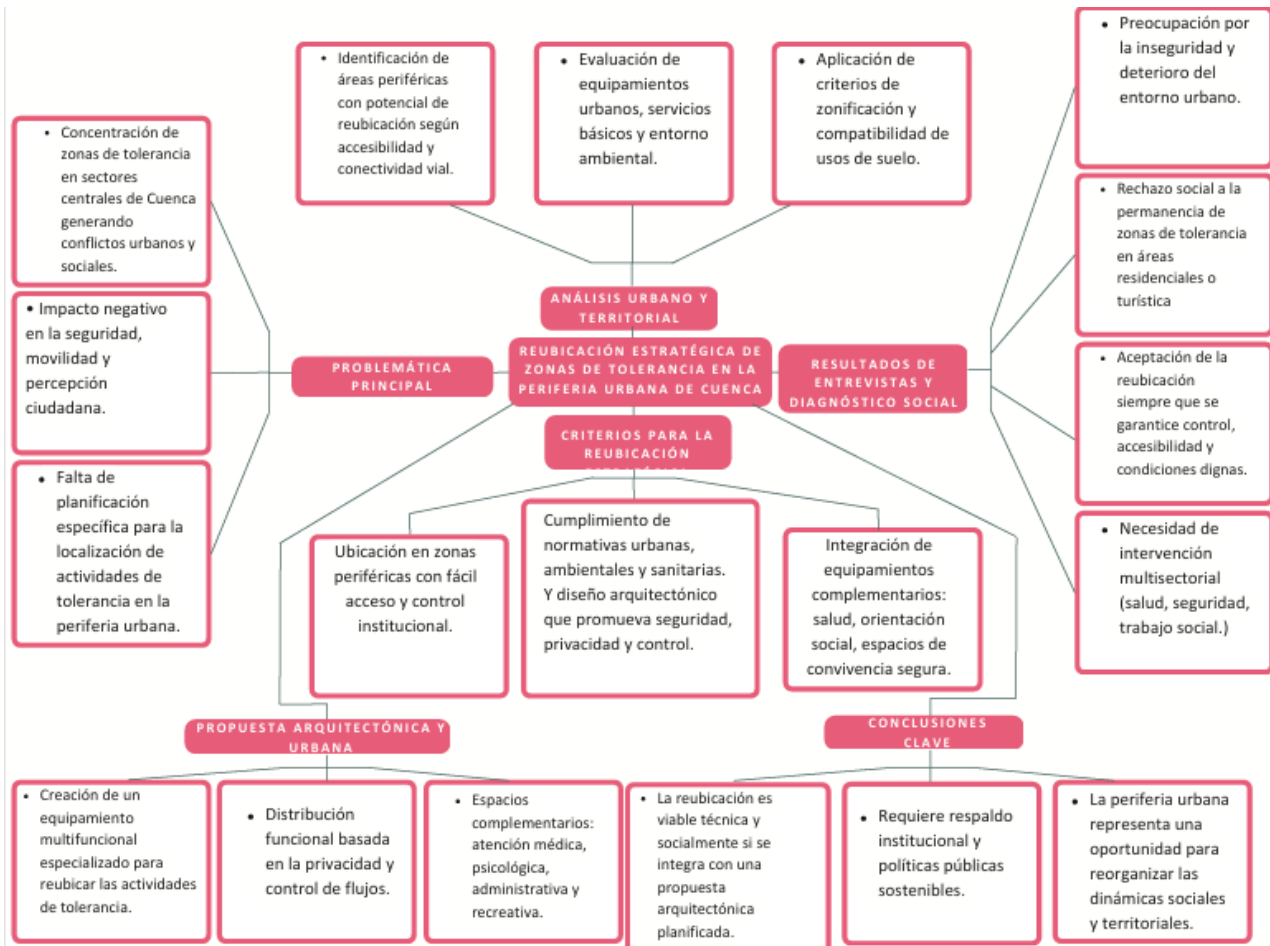 • Identificación de
áreas periféricas
con potencial de
reubicación según
accesibilidad y
conectividad vial.
• Evaluación de
equipamientos
urbanos, servicios
básicos y entorno
ambiental.
• Aplicación de
criterios de
zonificación y
compatibilidad de
usos de suelo.
• Preocupación por
la inseguridad y
deterioro del
entorno urbano.
• Concentración de
zonas de tolerancia
en sectores
centrales de Cuenca
generando
conflictos urbanos y
sociales.
• Rechazo social a la
permanencia de
zonas de tolerancia
en áreas
residenciales o
turística
ANÁLISIS URBANO Y
TERRITORIAL
• Impacto negativo
en la seguridad,
movilidad y
percepción
ciudadana.
PROBLEMÁTICA
PRINCIPAL
REUBICACIÓN ESTRATÉGICA DE
ZONAS DE TOLERANCIA EN LA
PERIFERIA URBANA DE CUENCA
RESULTADOS DE
ENTREVISTAS Y
DIAGNÓSTICO SOCIAL
• Aceptación de la
reubicación
siempre que se
garantice control,
accesibilidad y
condiciones dignas.
CRITERIOS PARA LA
REUBICACIÓN
• Falta de
planificación
específica para la
localización de
actividades de
tolerancia en la
periferia urbana.
Ubicación en zonas
periféricas con fácil
acceso y control
institucional.
Cumplimiento de
normativas urbanas,
ambientales y sanitarias.
Y diseño arquitectónico
que promueva seguridad,
privacidad y control.
Integración de
equipamientos
complementarios:
salud, orientación
social, espacios de
convivencia segura.
• Necesidad de
intervención
multisectorial
(salud, seguridad,
trabajo social.)
PROPUESTA ARQUITECTÓNICA Y
URBANA
CONCLUSIONES
CLAVE
• Creación de un
equipamiento
multifuncional
especializado para
reubicar las actividades
de tolerancia.
• Distribución
funcional basada
en la privacidad y
control de flujos.
• Espacios
complementarios:
atención médica,
psicológica,
administrativa y
recreativa.
• La reubicación es
viable técnica y
socialmente si se
integra con una
propuesta
arquitectónica
planificada.
• Requiere respaldo
institucional y
políticas públicas
sostenibles.
• La periferia urbana
representa una
oportunidad para
reorganizar las
dinámicas sociales
y territoriales.